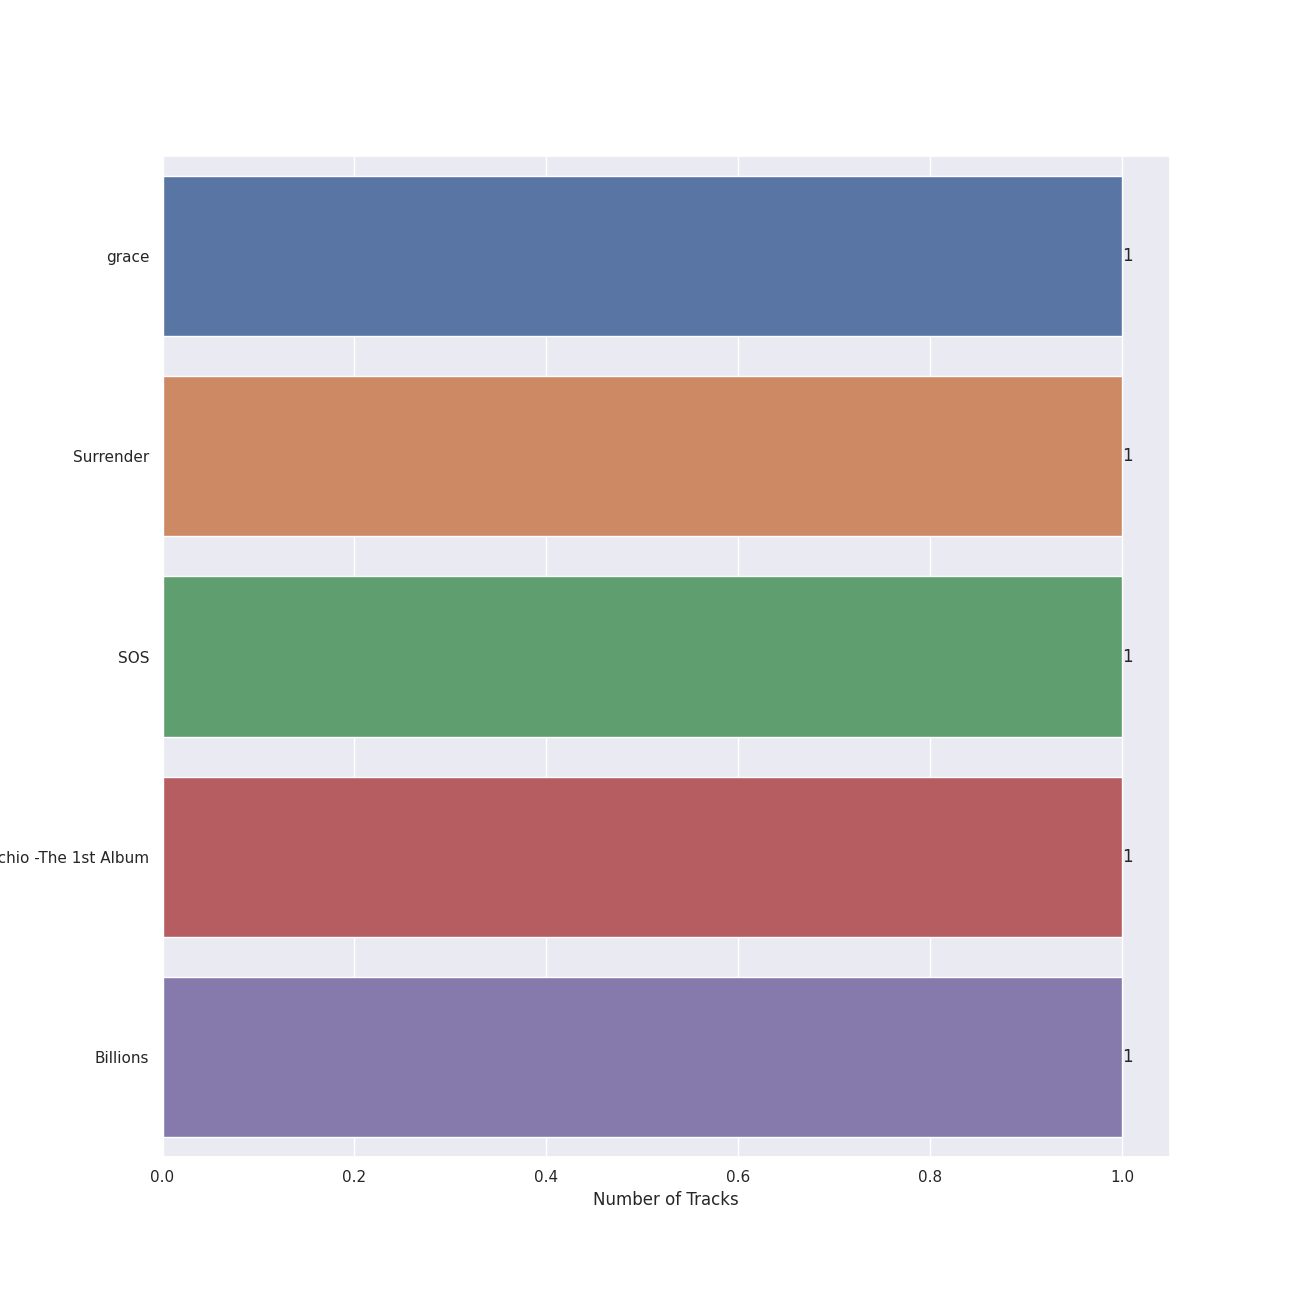 grace
1
Surrender
1
SOS
1
chio -The 1st Album
1
Billions
1
0.0 0.2 0.4 0.6 0.8 1.0
Number of Tracks